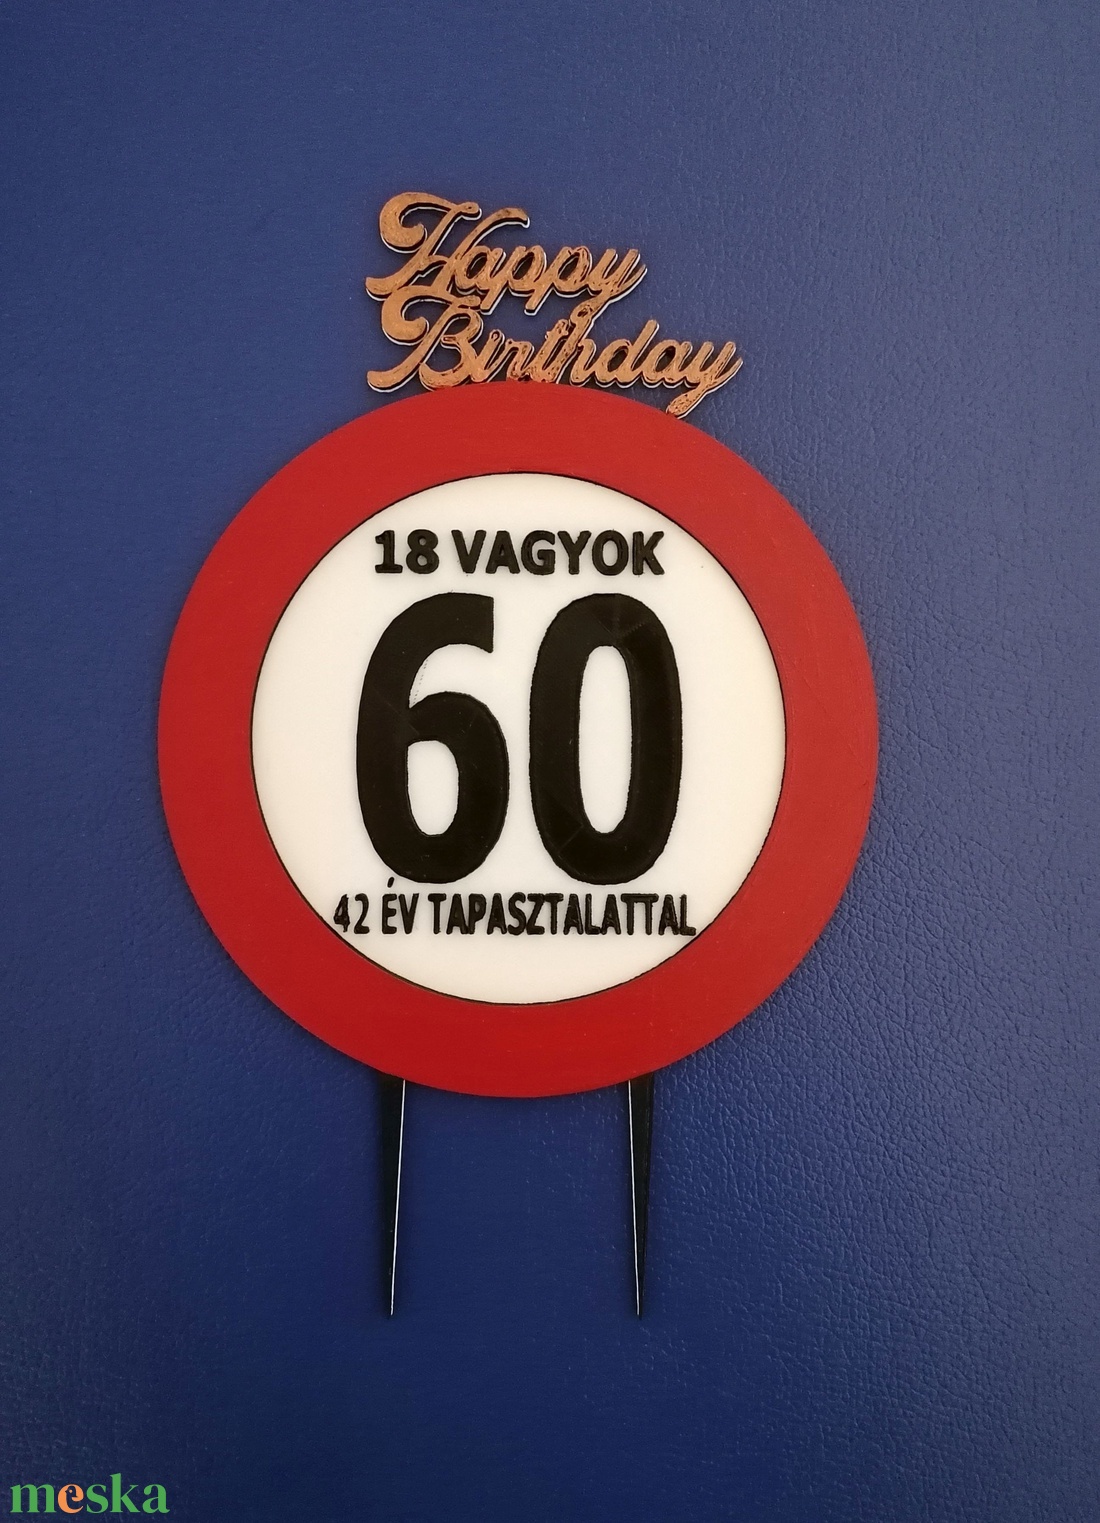 Happy
Birthday
18 VAGYOK
60
42 ÉV TAPASZTALATTAL
meska